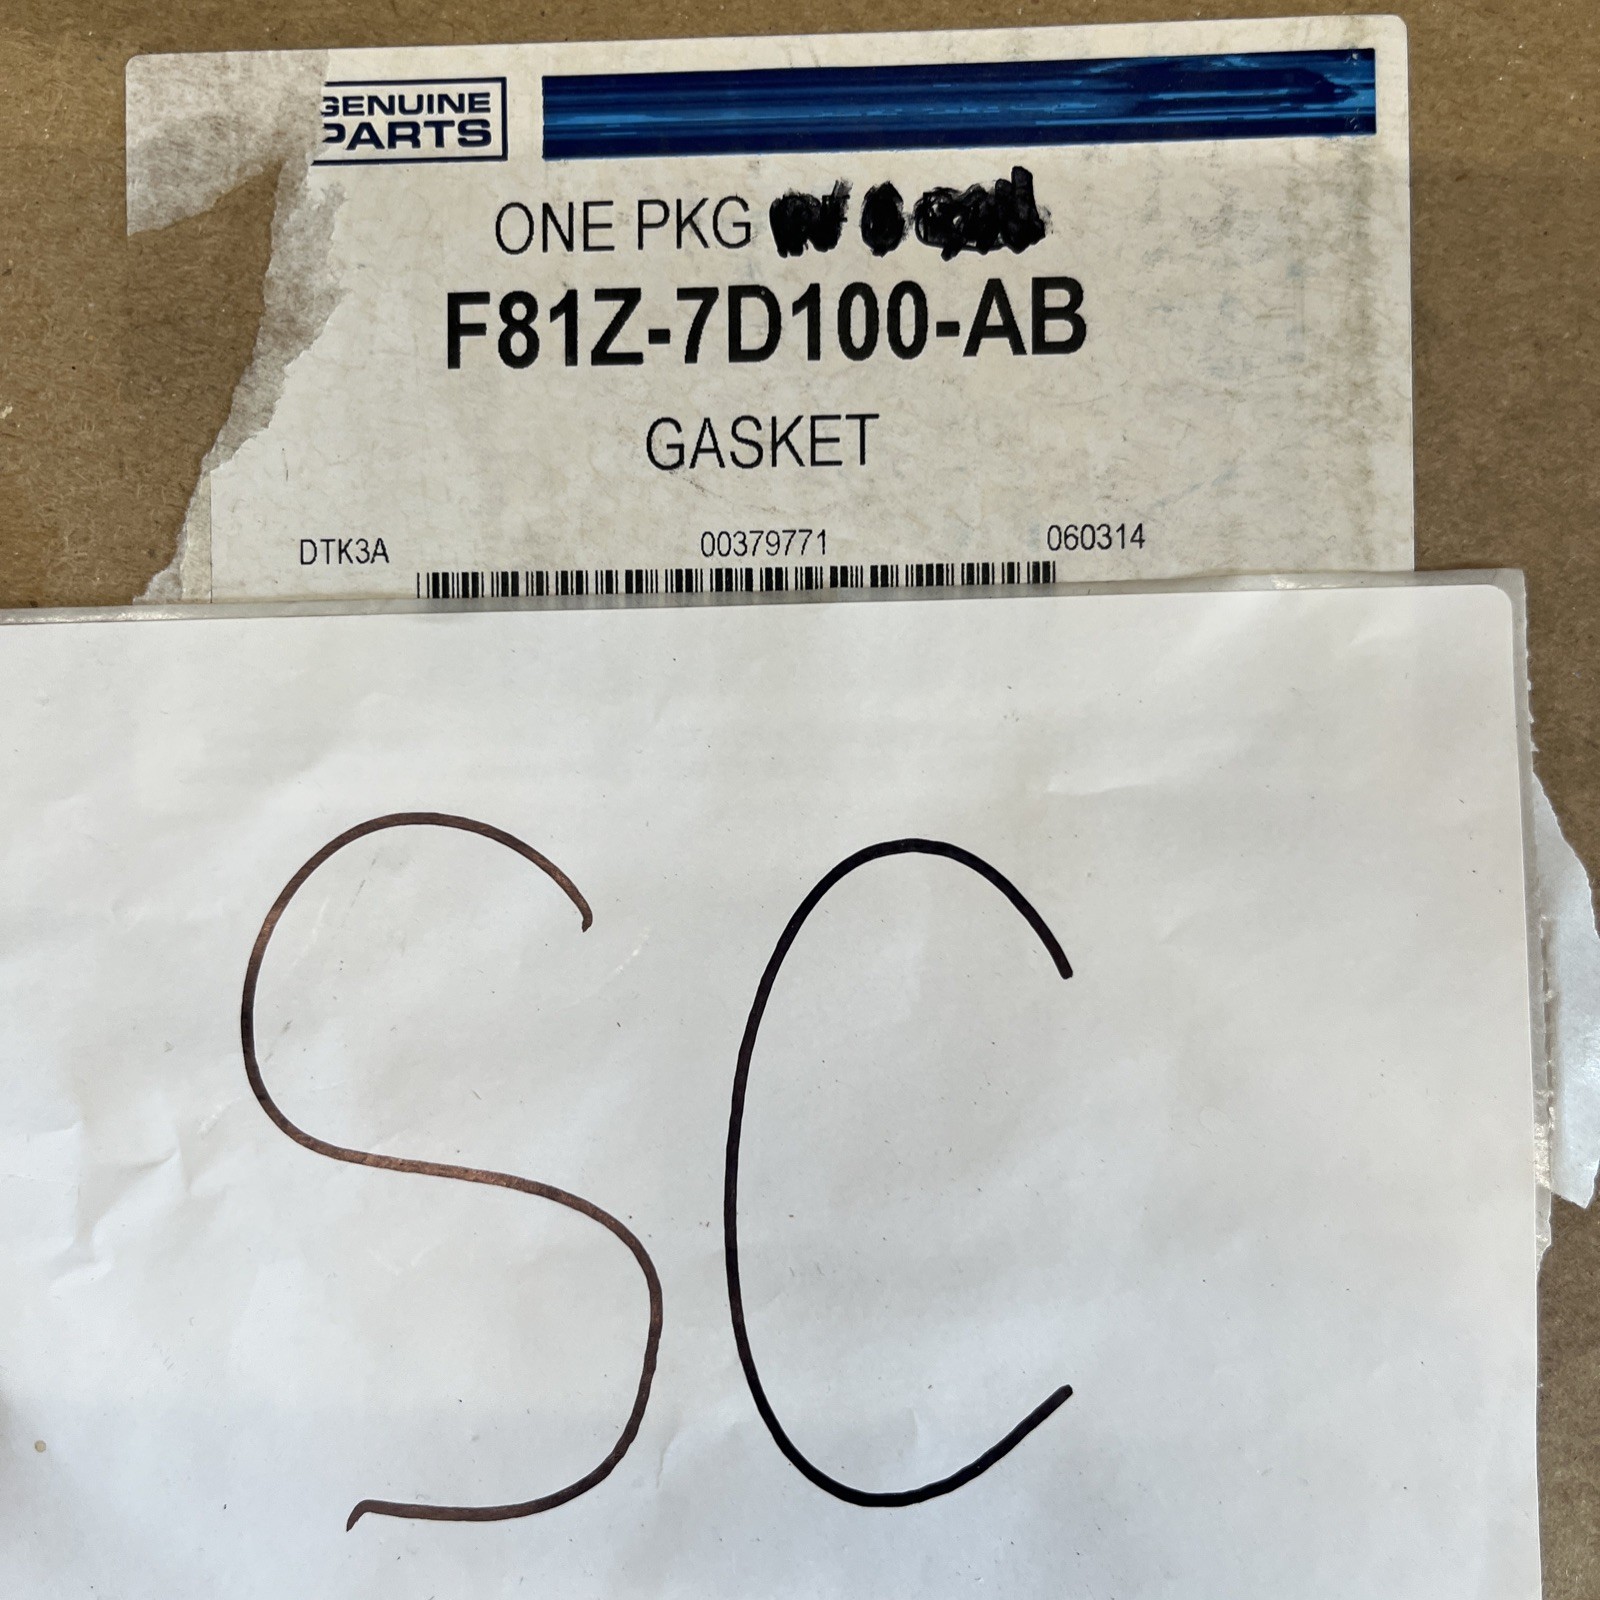 GENUINE
PARTS
ONE PKG
F81Z-7D100-AB
GASKET
DTK3A 00379771 060314
SC